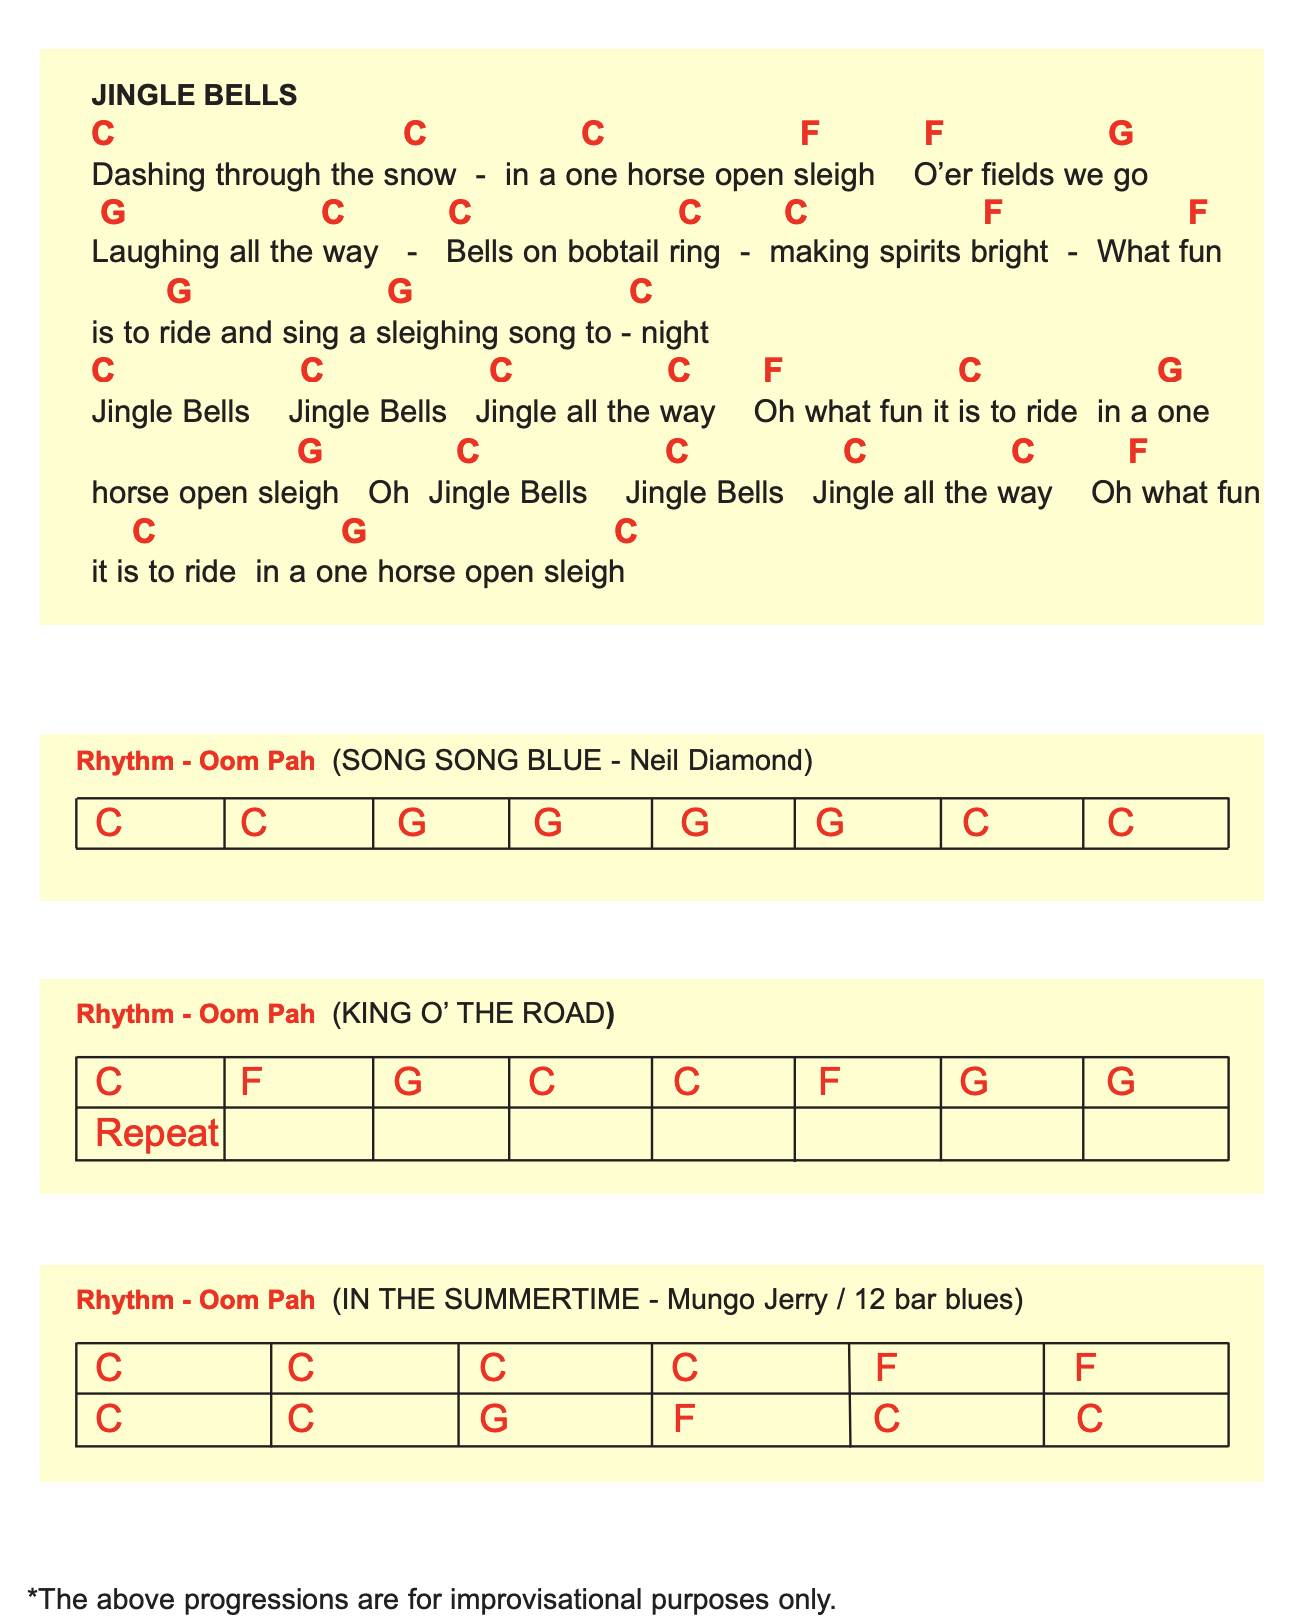 JINGLE BELLS
C C C F F G
Dashing through the snow - in a one horse open sleigh O’er fields we go
G C C C C F F
Laughing all the way - Bells on bobtail ring - making spirits bright - What fun
G G C
is to ride and sing a sleighing song to - night
C C C C F C G
Jingle Bells Jingle Bells Jingle all the way Oh what fun it is to ride in a one
G C C C C F
horse open sleigh Oh Jingle Bells Jingle Bells Jingle all the way Oh what fun
C G C
it is to ride in a one horse open sleigh
Rhythm - Oom Pah (SONG SONG BLUE - Neil Diamond)
C C G G G G C C
Rhythm - Oom Pah (KING O’ THE ROAD)
C F G C C F G G
Repeat
Rhythm - Oom Pah (IN THE SUMMERTIME - Mungo Jerry / 12 bar blues)
C C C C F F
C C G F C C
*The above progressions are for improvisational purposes only.